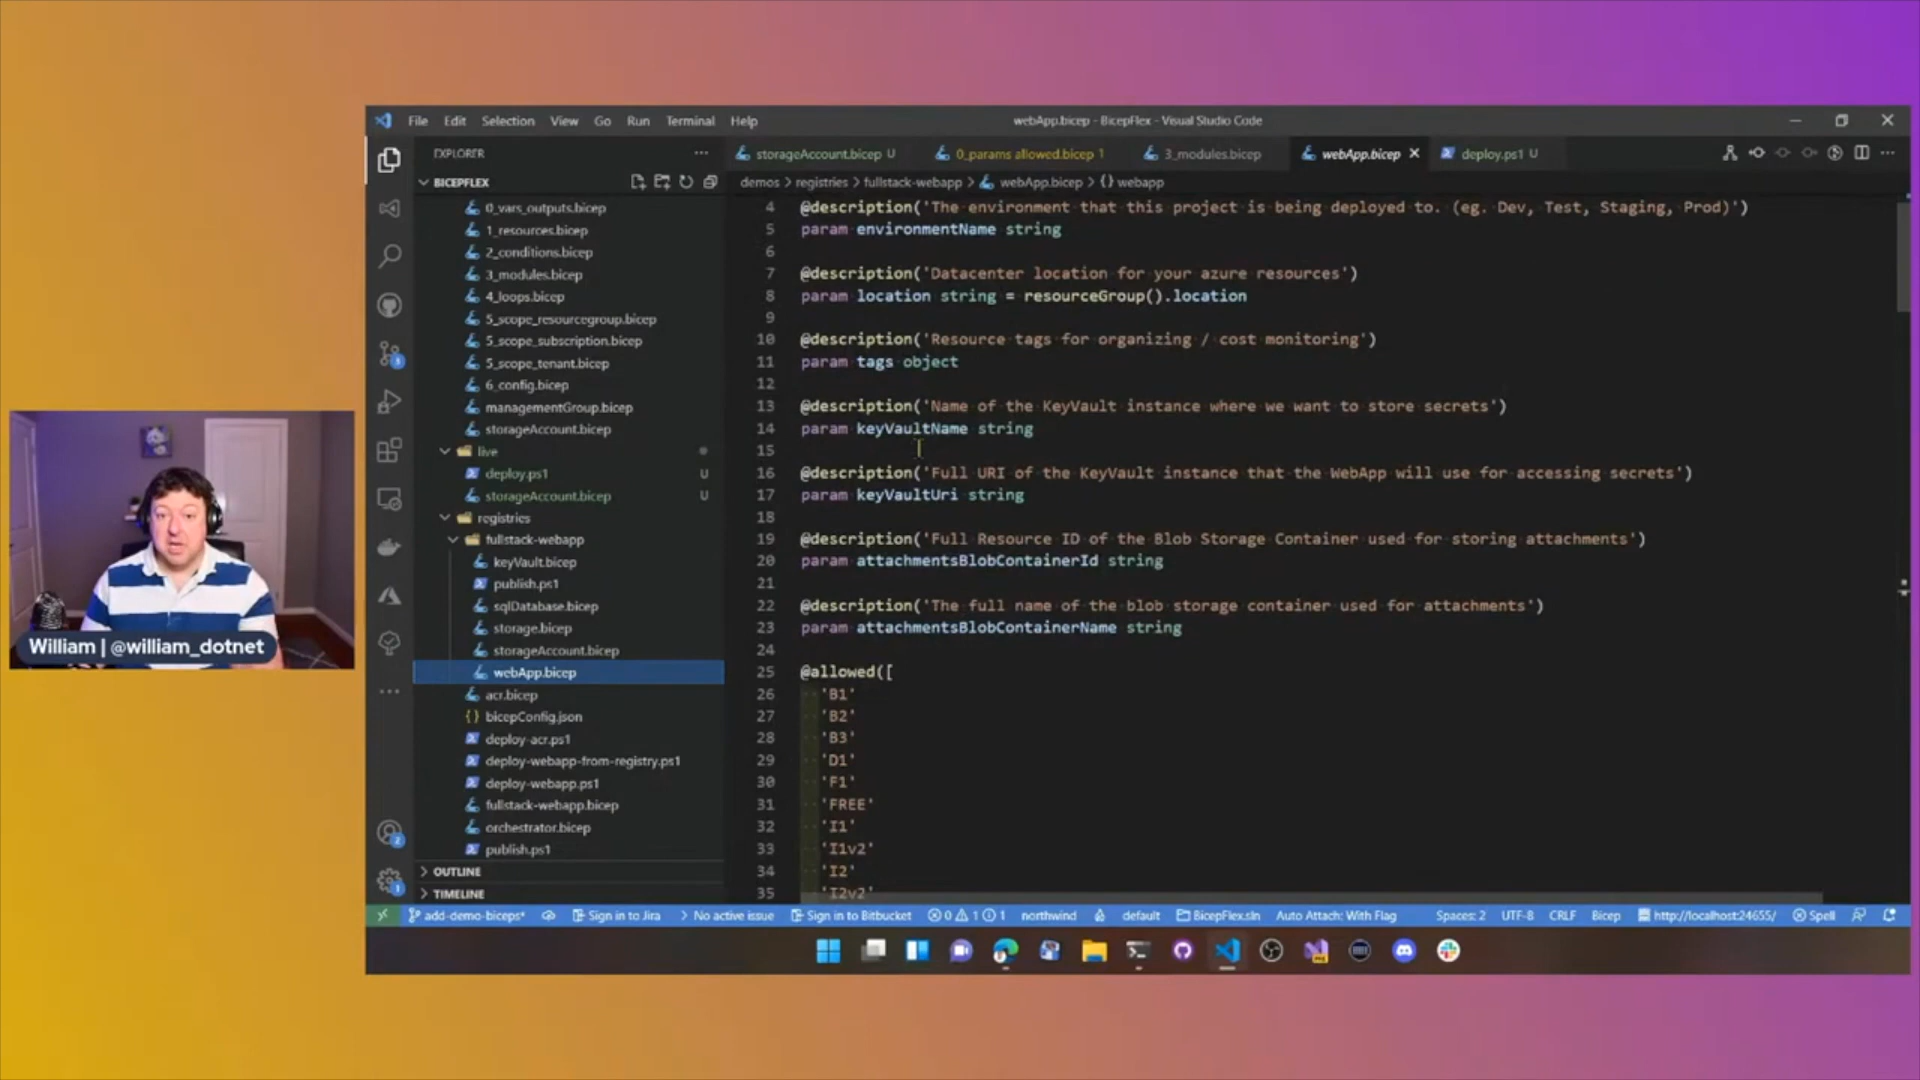 File Edit Selection View Go Run Terminal Help
webApp.bicep - BicepFlex - Visual Studio Code
EXPLORER
BICEPFLEX
0_vars_outputs.bicep
1_resources.bicep
2_conditions.bicep
3_modules.bicep
4_loops.bicep
5_scope_resourcegroup.bicep
5_scope_subscription.bicep
5_scope_tenant.bicep
6_config.bicep
managementGroup.bicep
storageAccount.bicep
live
deploy.ps1 U
storageAccount.bicep U
registries
fullstack-webapp
keyVault.bicep
publish.ps1
sqlDatabase.bicep
storage.bicep
storageAccount.bicep
webApp.bicep
acr.bicep
bicepConfig.json
deploy-acr.ps1
deploy-webapp-from-registry.ps1
deploy-webapp.ps1
fullstack-webapp.bicep
orchestrator.bicep
publish.ps1
OUTLINE
TIMELINE
storageAccount.bicep U
0_params allowed.bicep 1
3_modules.bicep
webApp.bicep
deploy.ps1 U
demos > registries > fullstack-webapp > webApp.bicep > {} webapp
4 @description('The environment that this project is being deployed to. (eg. Dev, Test, Staging, Prod)')
5 param environmentName string
6
7 @description('Datacenter location for your azure resources')
8 param location string = resourceGroup().location
9
10 @description('Resource tags for organizing / cost monitoring')
11 param tags object
12
13 @description('Name of the KeyVault instance where we want to store secrets')
14 param keyVaultName string
15
16 @description('Full URI of the KeyVault instance that the WebApp will use for accessing secrets')
17 param keyVaultUri string
18
19 @description('Full Resource ID of the Blob Storage Container used for storing attachments')
20 param attachmentsBlobContainerId string
21
22 @description('The full name of the blob storage container used for attachments')
23 param attachmentsBlobContainerName string
24
25 @allowed([
26 'B1'
27 'B2'
28 'B3'
29 'D1'
30 'F1'
31 'FREE'
32 'I1'
33 'I1v2'
34 'I2'
35 'I2v2'
add-demo-biceps* Sign in to Jira No active issue Sign in to Bitbucket 0 1 1 northwind default BicepFlex.sln Auto Attach: With Flag Spaces: 2 UTF-8 CRLF Bicep http://localhost:24655/ Spell
William | @william_dotnet